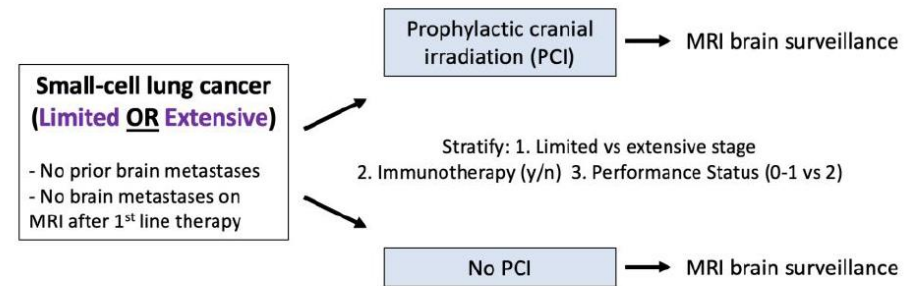 Small-cell lung cancer
(Limited OR Extensive)
- No prior brain metastases
- No brain metastases on
MRI after 1st line therapy
Prophylactic cranial
irradiation (PCI)
MRI brain surveillance
Stratify: 1. Limited vs extensive stage
2. Immunotherapy (y/n) 3. Performance Status (0-1 vs 2)
No PCI
MRI brain surveillance